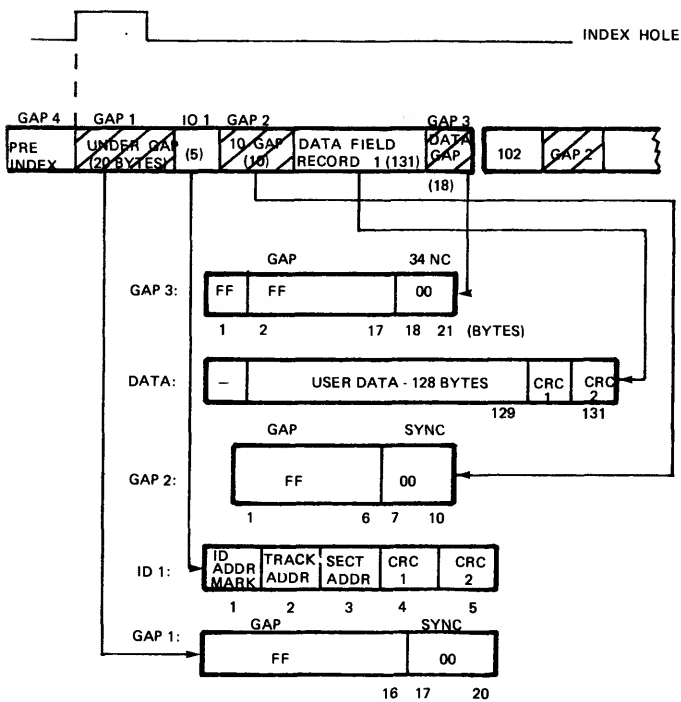 INDEX HOLE
GAP 4 GAP 1 IO 1 GAP 2 GAP 3
PRE INDEX UNDER GAP (20 BYTES) (5) 10 GAP (10) DATA FIELD RECORD 1 (131) DATA GAP 102 GAP 2
(18)
GAP 34 NC
GAP 3: FF FF 00
1 2 17 18 21 (BYTES)
DATA: – USER DATA - 128 BYTES CRC 1 CRC 2
129 131
GAP SYNC
GAP 2: FF 00
1 6 7 10
ID 1: ID ADDR MARK TRACK ADDR SECT ADDR CRC 1 CRC 2
1 2 3 4 5
GAP SYNC
GAP 1: FF 00
16 17 20